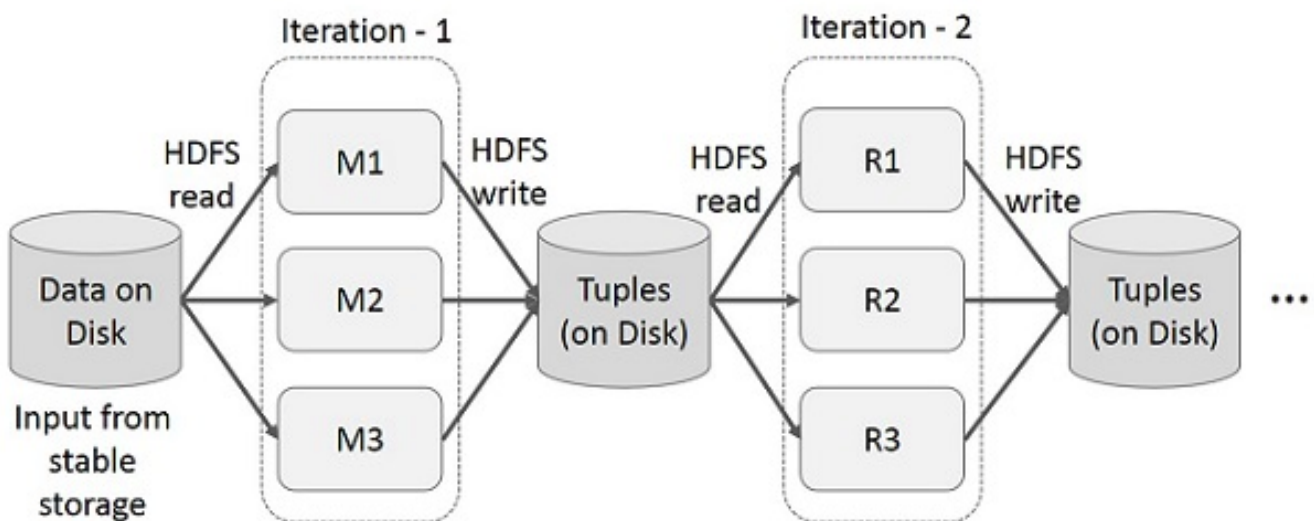 Iteration - 1
Iteration - 2
HDFS
read
M1
HDFS
write
HDFS
read
R1
HDFS
write
Data on
Disk
M2
Tuples
(on Disk)
R2
Tuples
(on Disk)
...
Input from
stable
storage
M3
R3